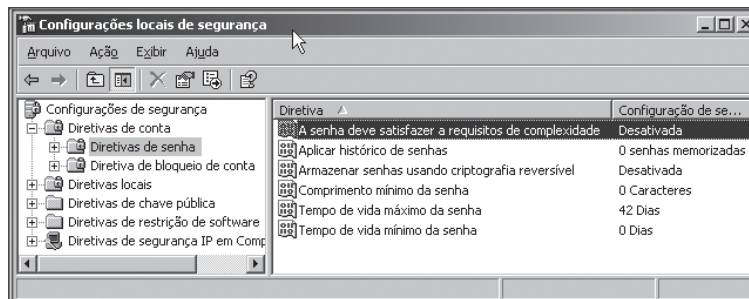 Configurações locais de segurança
Arquivo Ação Exibir Ajuda
Configurações de segurança
Diretivas de conta
Diretivas de senha
Diretiva de bloqueio de conta
Diretivas locais
Diretivas de chave pública
Diretivas de restrição de software
Diretivas de segurança IP em Comp
Diretiva Configuração de se...
A senha deve satisfazer a requisitos de complexidade Desativada
Aplicar histórico de senhas 0 senhas memorizadas
Armazenar senhas usando criptografia reversível Desativada
Comprimento mínimo da senha 0 Caracteres
Tempo de vida máximo da senha 42 Dias
Tempo de vida mínimo da senha 0 Dias